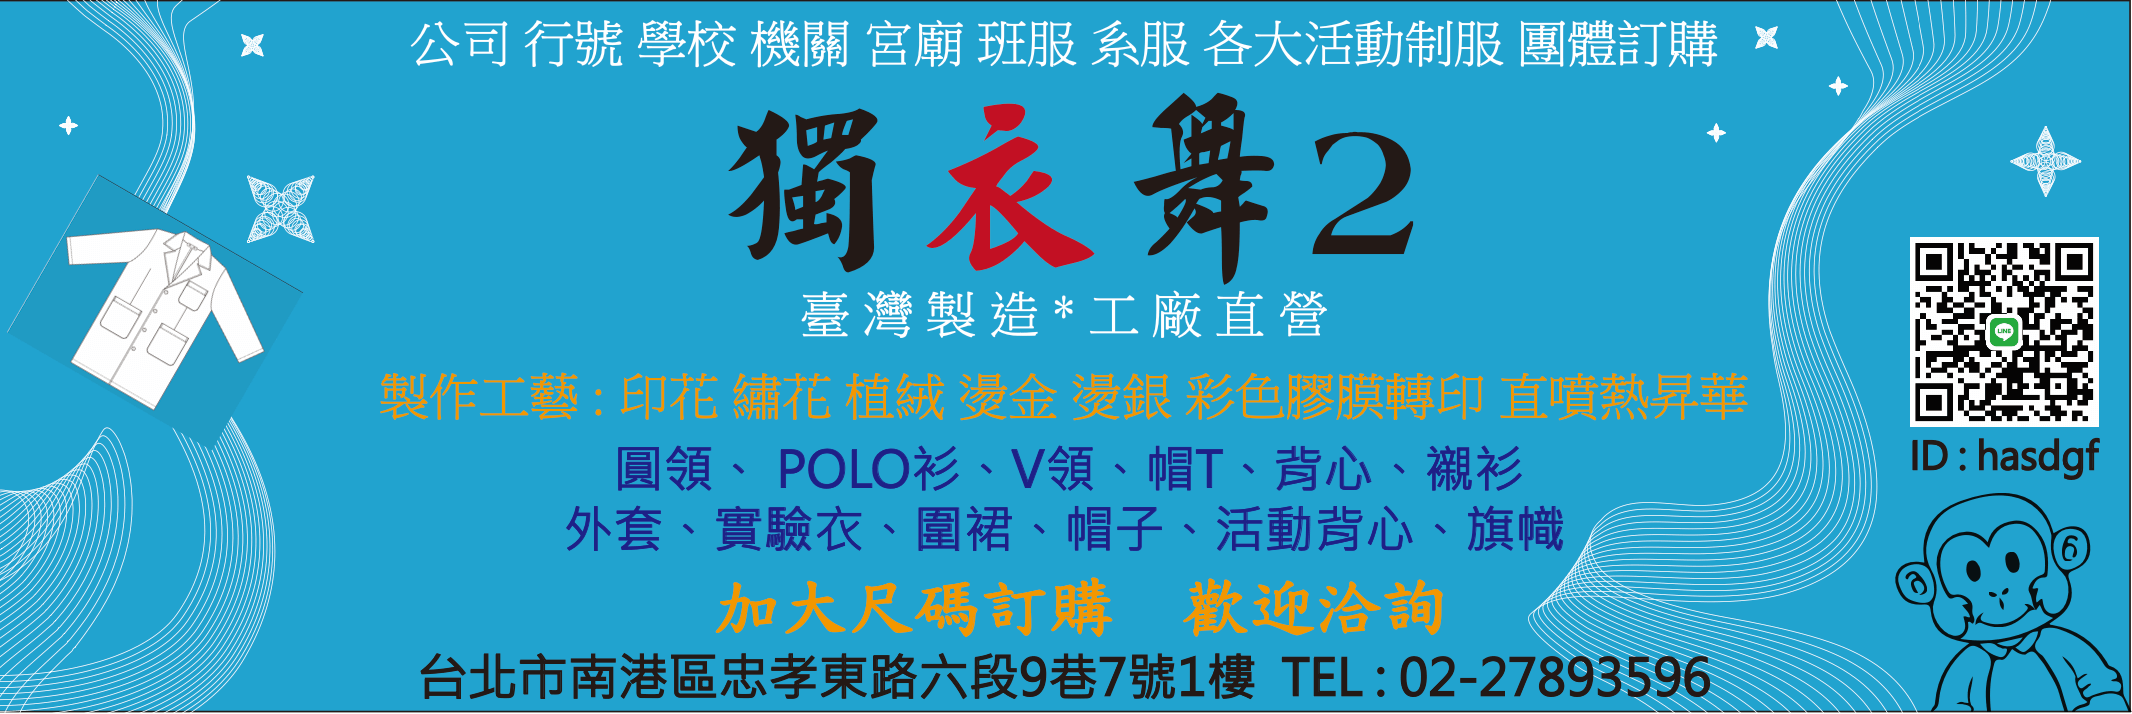 公司 行號 學校 機關 宮廟 班服 系服 各大活動制服 團體訂購
獨衣舞2
臺灣製造*工廠直營
製作工藝 : 印花 繡花 植絨 燙金 燙銀 彩色膠膜轉印 直噴熱昇華
圓領、POLO衫、V領、帽T、背心、襯衫
外套、實驗衣、圍裙、帽子、活動背心、旗幟
加大尺碼訂購 歡迎洽詢
台北市南港區忠孝東路六段9巷7號1樓 TEL : 02-27893596
LINE
ID : hasdgf